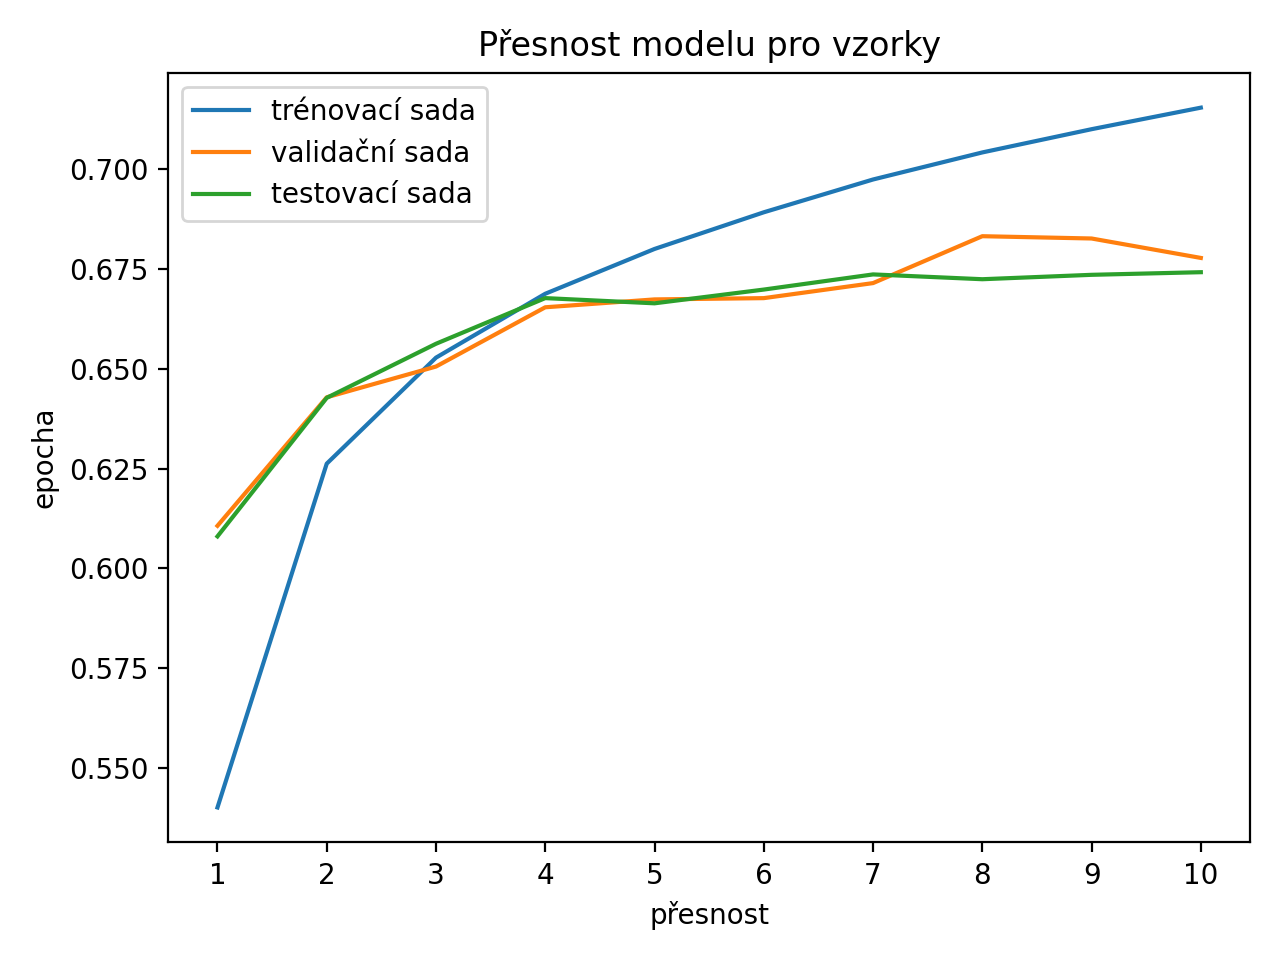 Přesnost modelu pro vzorky
trénovací sada
validační sada
testovací sada
0.700
0.675
0.650
0.625
0.600
0.575
0.550
epocha
1 2 3 4 5 6 7 8 9 10
přesnost